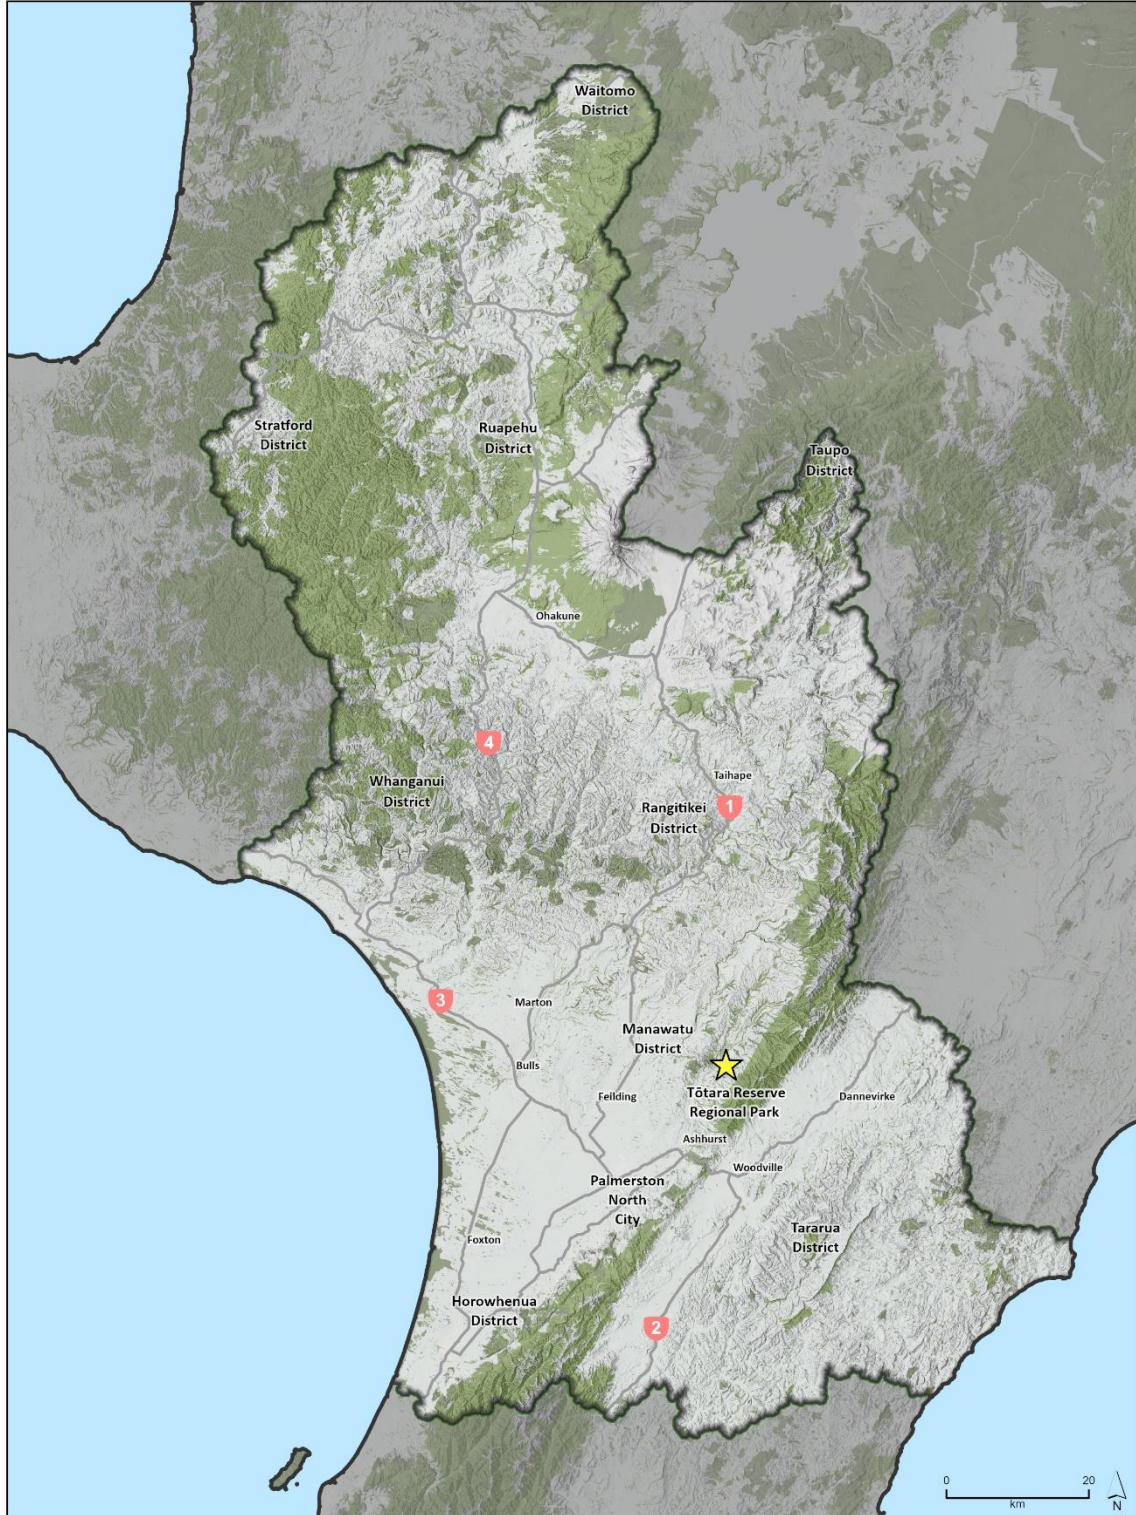 Waitomo
District
Stratford
District
Ruapehu
District
Taupo
District
Ohakune
4
Whanganui
District
Taihape
1
Rangitikei
District
3
Marton
Manawatu
District
Bulls
Tōtara Reserve
Regional Park
Feilding
Dannevirke
Ashhurst
Woodville
Palmerston
North
City
Tararua
District
Foxton
Horowhenua
District
2
0 20
km
N